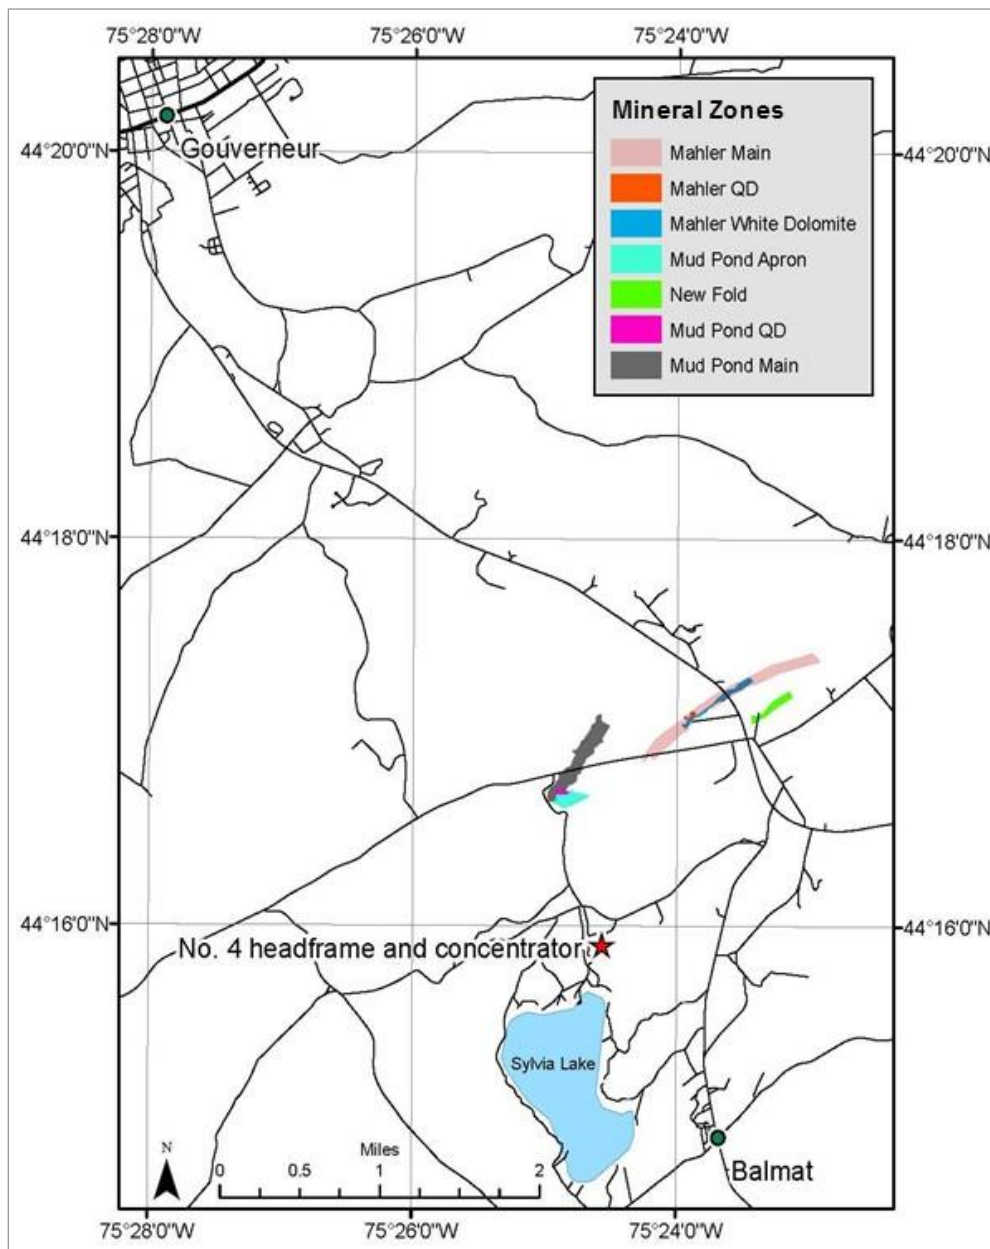 75°28'0"W
75°26'0"W
75°24'0"W
Mineral Zones
Mahler Main
Mahler QD
Mahler White Dolomite
Mud Pond Apron
New Fold
Mud Pond QD
Mud Pond Main
Gouverneur
44°20'0"N
44°20'0"N
44°18'0"N
44°18'0"N
44°16'0"N
44°16'0"N
No. 4 headframe and concentrator
Sylvia Lake
Balmat
N
Miles
0 0.5 1 2
75°28'0"W
75°26'0"W
75°24'0"W